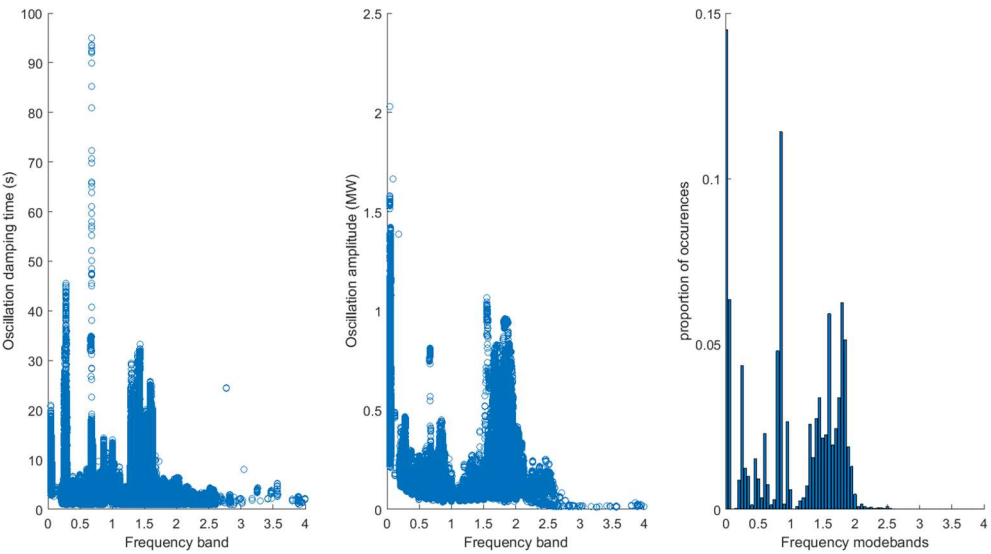 100
90
80
70
60
50
40
30
20
10
0
0 0.5 1 1.5 2 2.5 3 3.5 4
Oscillation damping time (s)
Frequency band
2.5
2
1.5
1
0.5
0
0 0.5 1 1.5 2 2.5 3 3.5 4
Oscillation amplitude (MW)
Frequency band
0.15
0.1
0.05
0
0 0.5 1 1.5 2 2.5 3 3.5 4
proportion of occurences
Frequency modebands